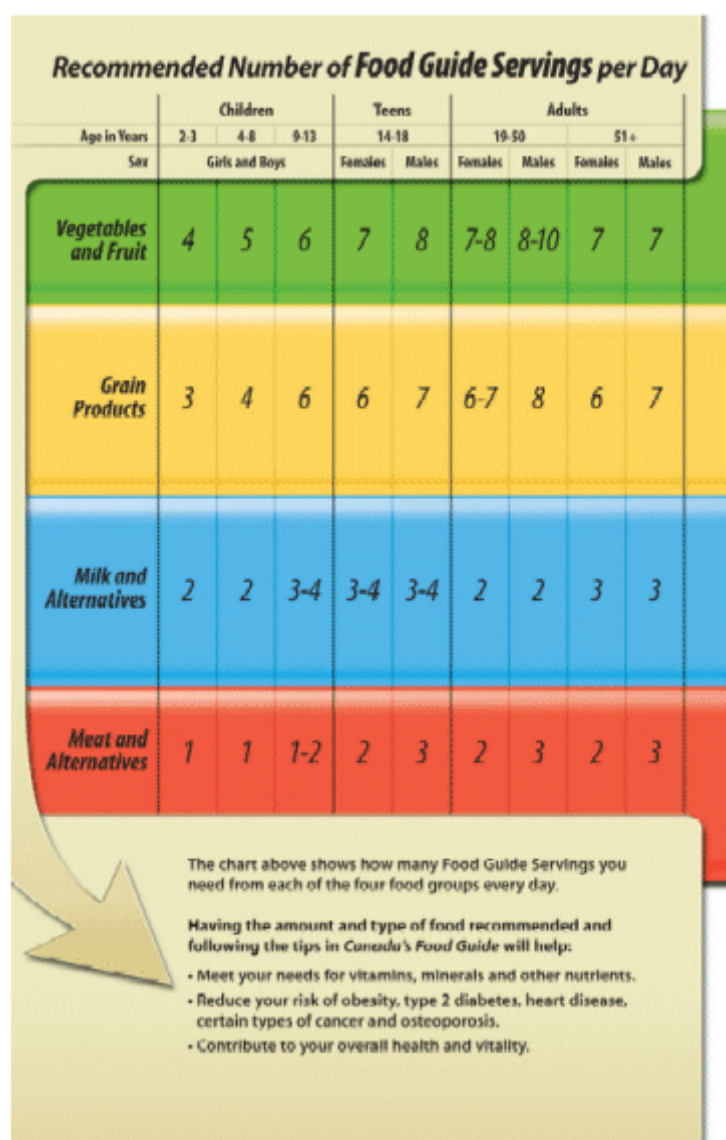 Recommended Number of Food Guide Servings per Day
Children Teens Adults
Age in Years 2-3 4-8 9-13 14-18 19-50 51+
Sex Girls and Boys Females Males Females Males Females Males
Vegetables
and Fruit 4 5 6 7 8 7-8 8-10 7 7
Grain
Products 3 4 6 6 7 6-7 8 6 7
Milk and
Alternatives 2 2 3-4 3-4 3-4 2 2 3 3
Meat and
Alternatives 1 1 1-2 2 3 2 3 2 3
The chart above shows how many Food Guide Servings you
need from each of the four food groups every day.
Having the amount and type of food recommended and
following the tips in Canada's Food Guide will help:
• Meet your needs for vitamins, minerals and other nutrients.
• Reduce your risk of obesity, type 2 diabetes, heart disease,
certain types of cancer and osteoporosis.
• Contribute to your overall health and vitality.